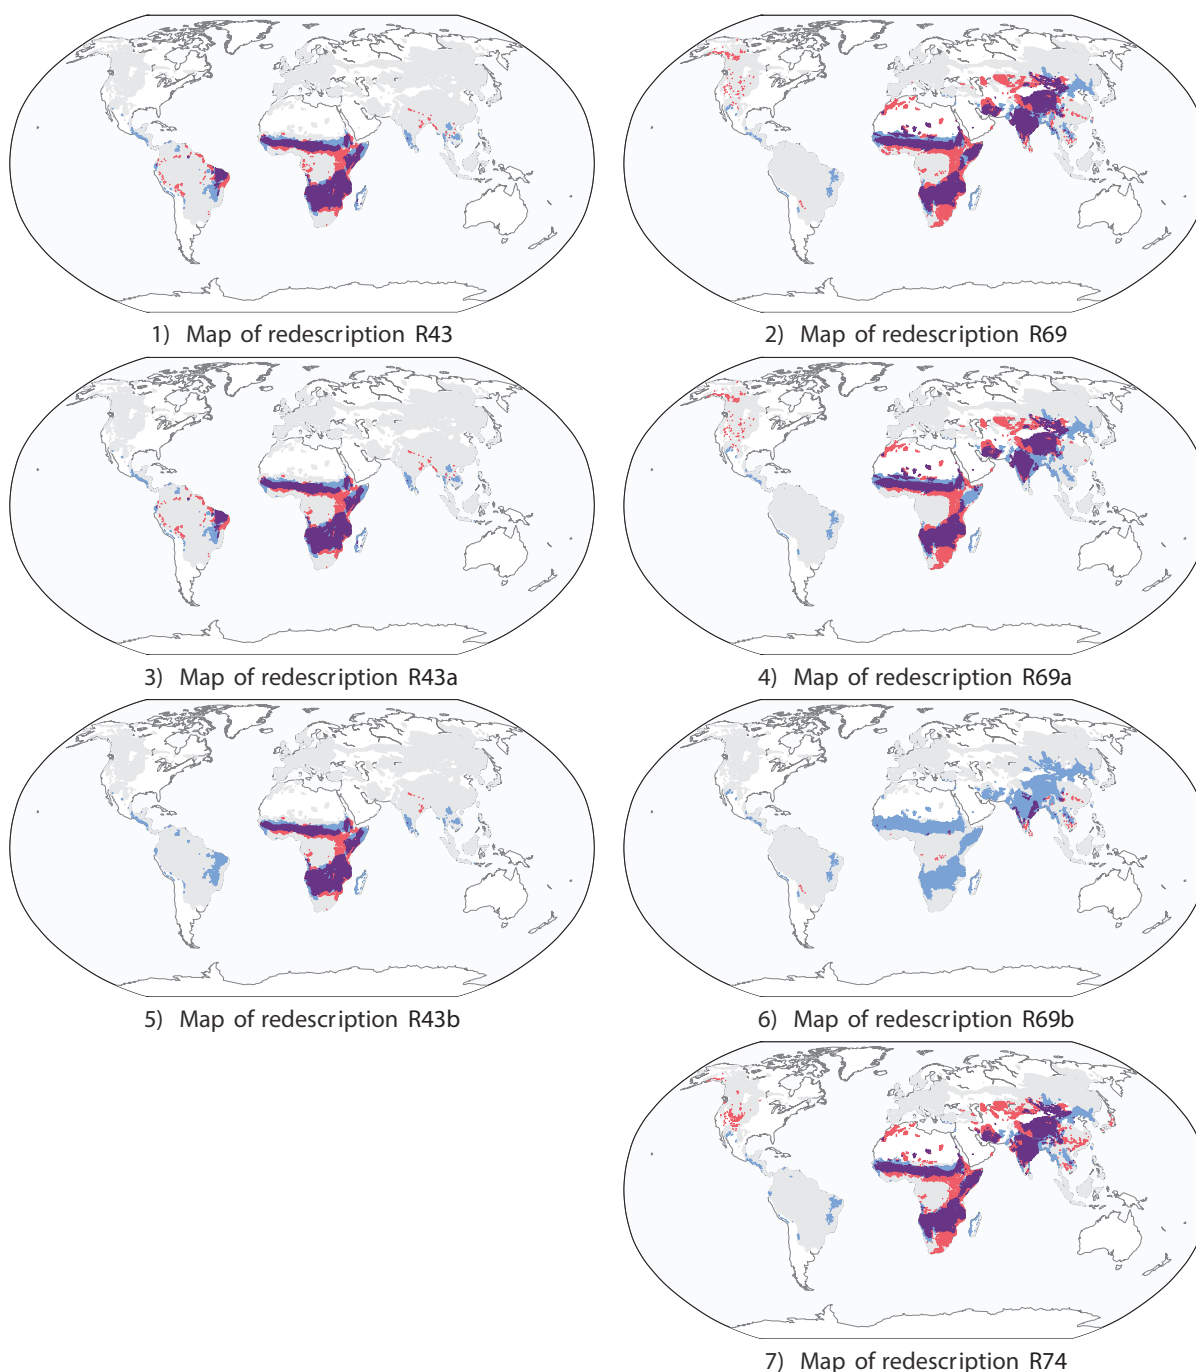 1) Map of redescription R43
2) Map of redescription R69
3) Map of redescription R43a
4) Map of redescription R69a
5) Map of redescription R43b
6) Map of redescription R69b
7) Map of redescription R74